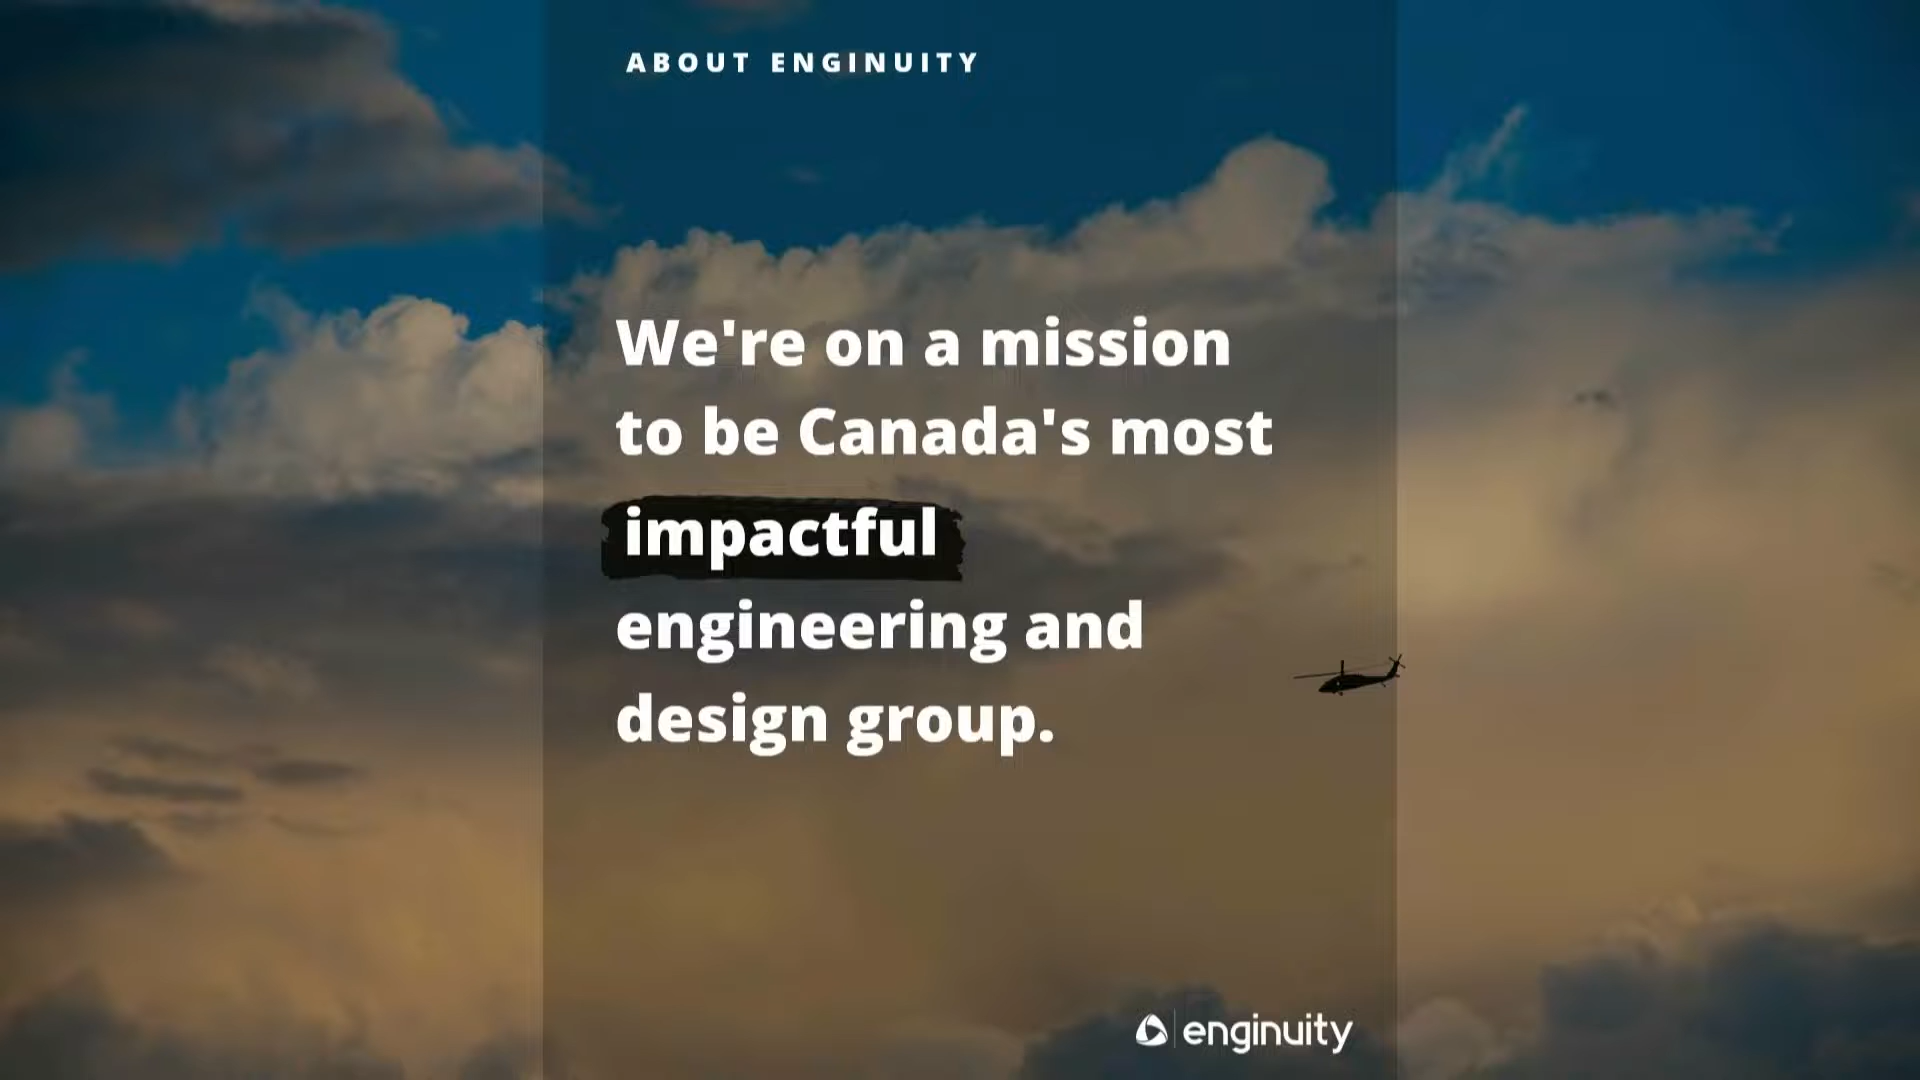 ABOUT ENGINUITY
We're on a mission
to be Canada's most
impactful
engineering and
design group.
enginuity